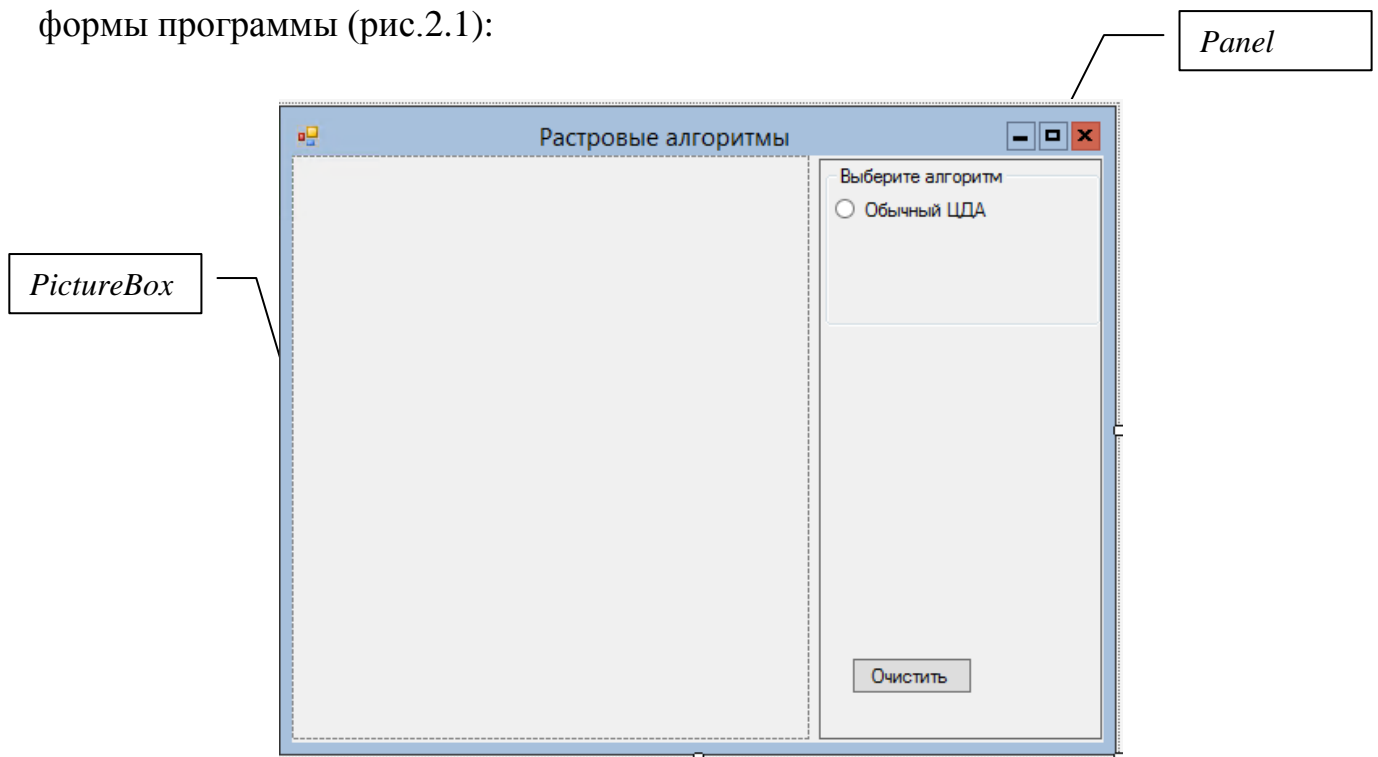 формы программы (рис.2.1):
Panel
Растровые алгоритмы
Выберите алгоритм
Обычный ЦДА
PictureBox
Очистить